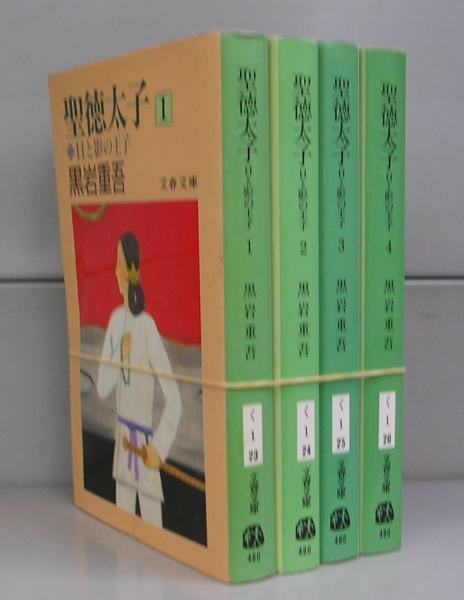 聖徳太子 1
◆日と影の王子
黒岩重吾
文春文庫
聖徳太子 日と影の王子 1
黒岩重吾
く
1
23
文春文庫
480
聖徳太子 日と影の王子 2
黒岩重吾
く
1
24
文春文庫
480
聖徳太子 日と影の王子 3
黒岩重吾
く
1
25
文春文庫
480
聖徳太子 日と影の王子 4
黒岩重吾
く
1
26
文春文庫
480